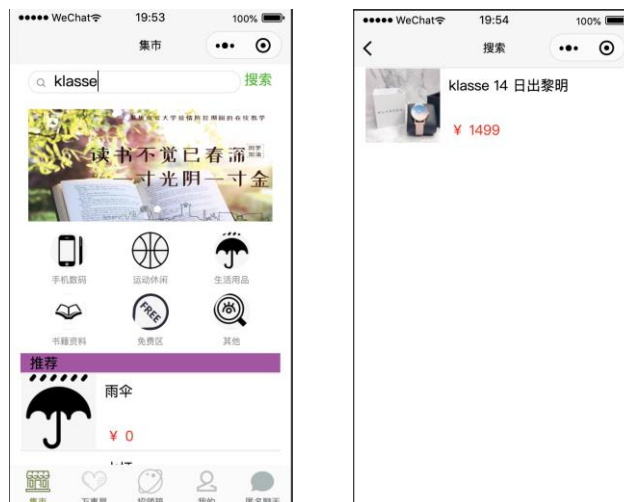 WeChat 19:53 100%
集市
klasse 搜索
读书不觉已春深
一寸光阴一寸金
手机数码 运动休闲 生活用品
FREE
书籍资料 免费区 其他
推荐
雨伞
¥ 0
集市 我的
WeChat 19:54 100%
搜索
klasse 14 日出黎明
¥ 1499